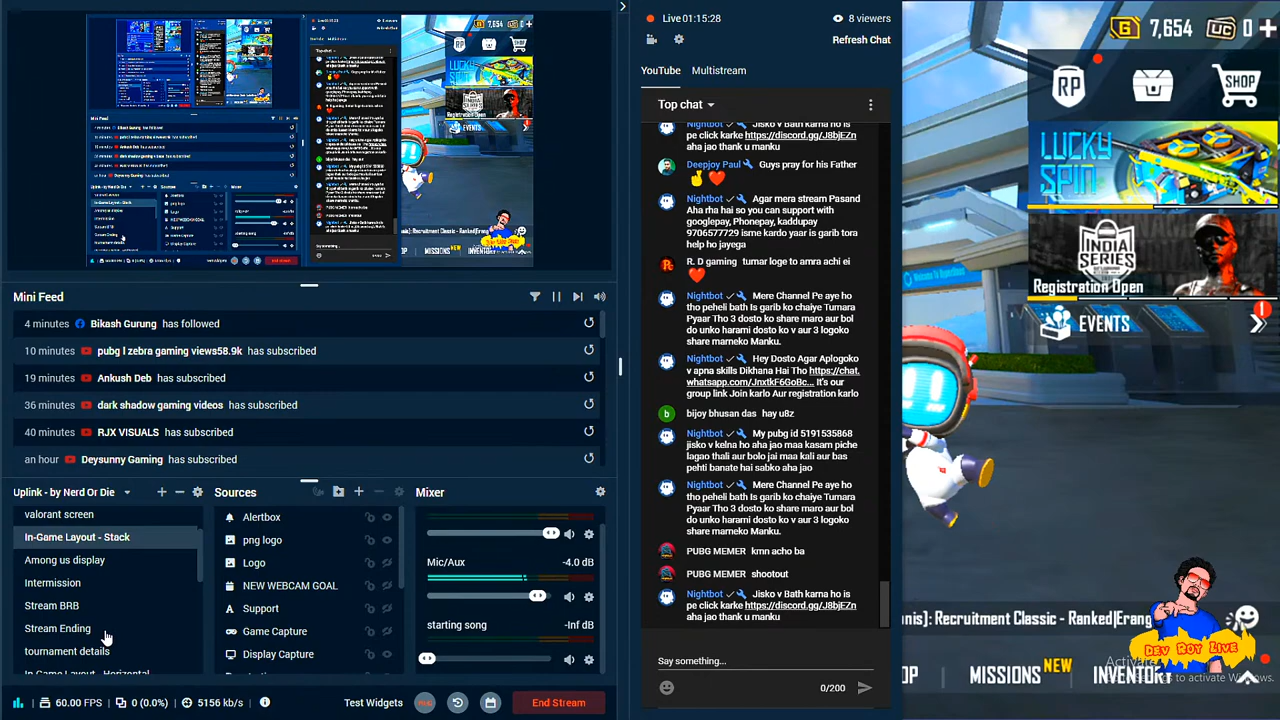 Live 01:15:28
8 viewers
Refresh Chat
YouTube Multistream
Top chat
Jisko v Bath karna ho is
pe click karke https://discord.gg/J8bjEZn
aha jao thank u manku
Deepjoy Paul Guys pray for his Father
Nightbot Agar mera stream Pasand
Aha rha hai so you can support with
googlepay, Phonepay, kaddupay
9706577729 isme kardo yaar is garib tora
help ho jayega
R. D gaming tumar loge to amra achi ei
Nightbot Mere Channel Pe aye ho
tho peheli bath Is garib ko chaiye Tumara
Pyaar Tho 3 dosto ko share maro aur bol
do unko harami dosto ko v aur 3 logoko
share marneko Manku.
Nightbot Hey Dosto Agar Aplogoko
v apna skills Dikhana Hai Tho https://chat.
whatsapp.com/JnxtkF6GoBc... It's our
group link Join karlo Aur registration karlo
bijoy bhusan das hay u8z
Nightbot My pubg id 5191535868
jisko v kelna ho aha jao maa kasam piche
lagao thali aur bolo jai maa kali aur bas
pehti banate hai sabko aha jao
Nightbot Mere Channel Pe aye ho
tho peheli bath Is garib ko chaiye Tumara
Pyaar Tho 3 dosto ko share maro aur bol
do unko harami dosto ko v aur 3 logoko
share marneko Manku.
PUBG MEMER kmn acho ba
PUBG MEMER shootout
Nightbot Jisko v Bath karna ho is
pe click karke https://discord.gg/J8bjEZn
aha jao thank u manku
Say something...
0/200
Mini Feed
4 minutes Bikash Gurung has followed
10 minutes pubg l zebra gaming views58.9k has subscribed
19 minutes Ankush Deb has subscribed
36 minutes dark shadow gaming videos has subscribed
40 minutes RJX VISUALS has subscribed
an hour Deysunny Gaming has subscribed
Uplink - by Nerd Or Die
valorant screen
In-Game Layout - Stack
Among us display
Intermission
Stream BRB
Stream Ending
tournament details
In Game Layout - Horizontal
Sources
Alertbox
png logo
Logo
NEW WEBCAM GOAL
Support
Game Capture
Display Capture
Mixer
Mic/Aux -4.0 dB
starting song -Inf dB
60.00 FPS 0 (0.0%) 5156 kb/s
Test Widgets
End Stream
G 7,654 UC 0 +
RP
SHOP
LUCKY
SPIN
INDIA
SERIES
Registration Open
EVENTS
Recruitment Classic - Ranked|Erang
DEV ROY LIVE
MISSIONS NEW